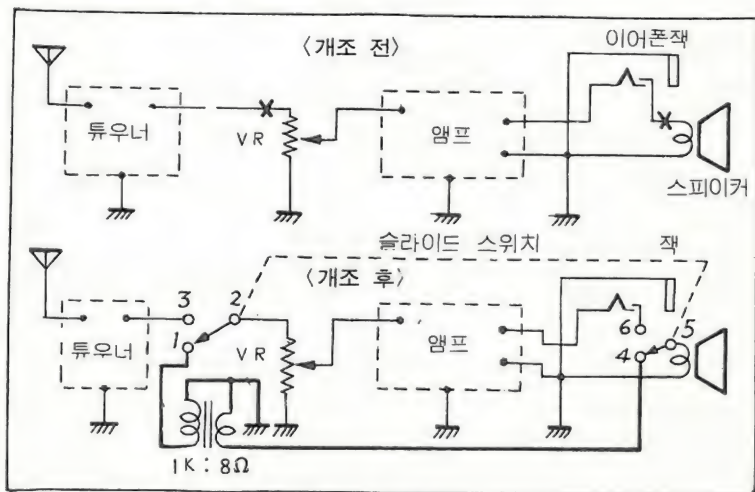 〈개조 전〉
이어폰잭
튜우너
VR
앰프
스피이커
슬라이드 스위치
잭
〈개조 후〉
3
2
1
튜우너
VR
앰프
6
5
4
1K : 8Ω